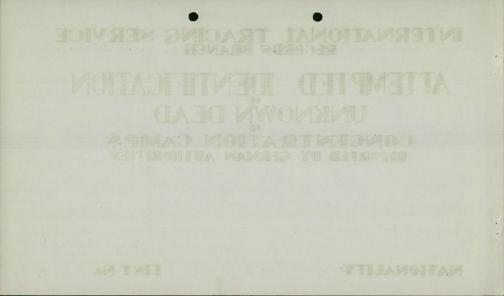 INTERNATIONAL TRACING SERVICE
RECORDS BRANCH
ATTEMPTED IDENTIFICATION
OF
UNKNOWN DEAD
IN
CONCENTRATION CAMPS
REPORTED BY GERMAN AUTHORITIES
NATIONALITY
LIST No.